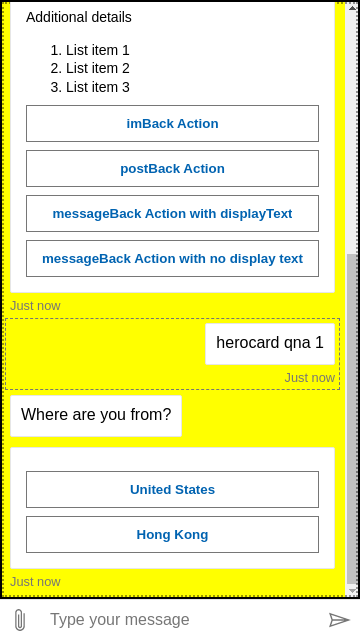 Additional details
1. List item 1
2. List item 2
3. List item 3
imBack Action
postBack Action
messageBack Action with displayText
messageBack Action with no display text
Just now
herocard qna 1
Just now
Where are you from?
United States
Hong Kong
Just now
Type your message